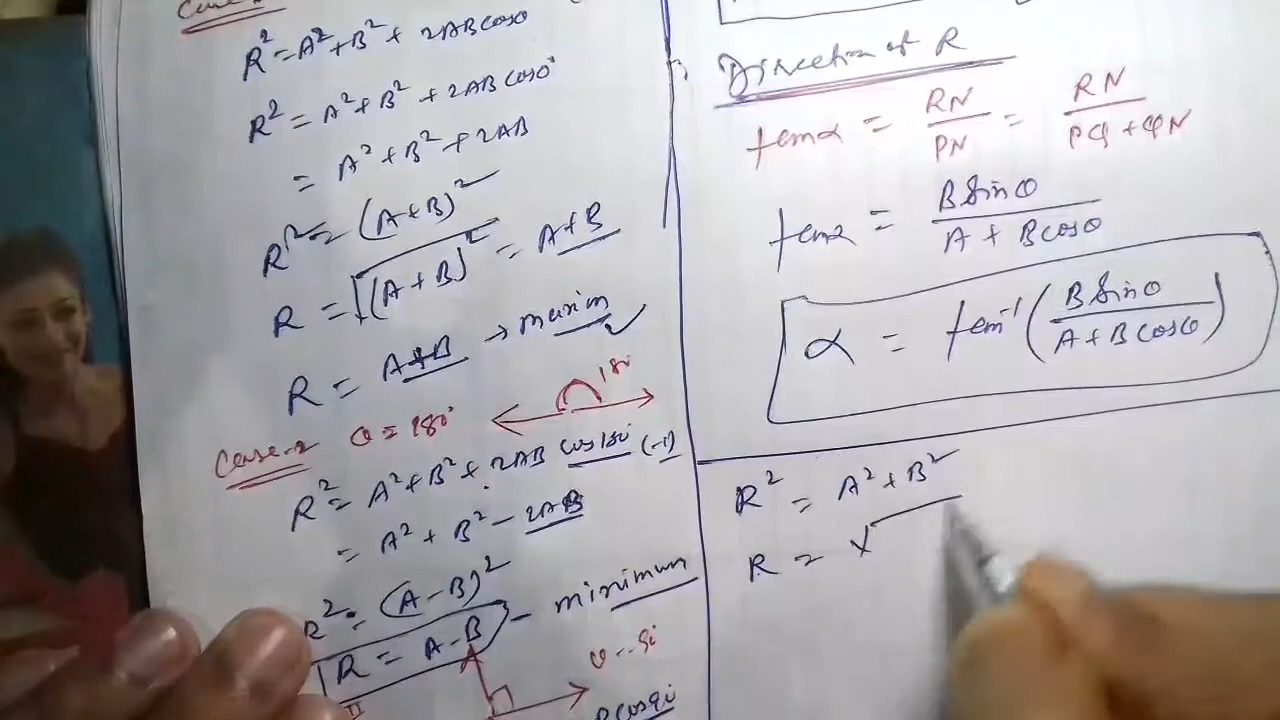 R² = A² + B² + 2AB cosθ
R² = A² + B² + 2AB cos0°
= A² + B² + 2AB
R² = (A+B)²
R = √(A+B)² = A+B
R = A+B → maxim ✓
Case-2 θ = 180° 180
R² = A² + B² + 2AB cos180 (-1)
= A² + B² - 2AB
R² = (A-B)²
R = A-B - minimum
II
Direction of R
tanα = RN/PN = RN/PQ+QN
tanα = B Sinθ/A + B cosθ
α = tan⁻¹ (B Sinθ/A+B cosθ)
R² = A² + B²
R = √